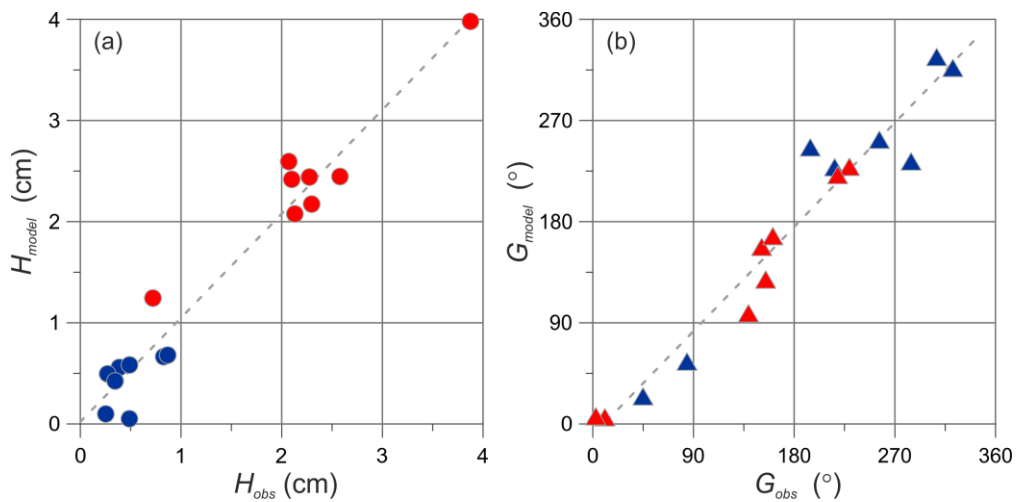 (a)
4
3
2
1
0
H_model (cm)
0 1 2 3 4
H_obs (cm)
(b)
360
270
180
90
0
G_model (°)
0 90 180 270 360
G_obs (°)